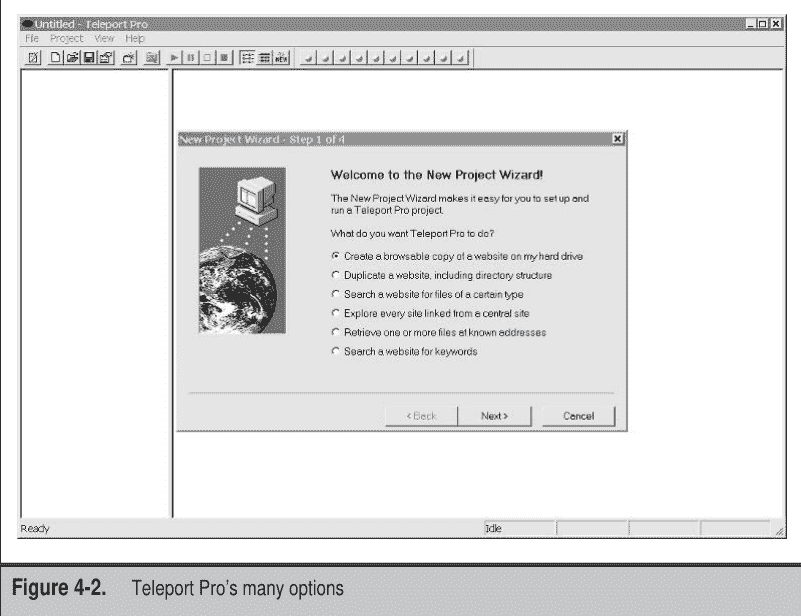 Untitled - Teleport Pro
File Project View Help
New Project Wizard - Step 1 of 4
Welcome to the New Project Wizard!
The New Project Wizard makes it easy for you to set up and
run a Teleport Pro project.
What do you want Teleport Pro to do?
Create a browsable copy of a website on my hard drive
Duplicate a website, including directory structure
Search a website for files of a certain type
Explore every site linked from a central site
Retrieve one or more files at known addresses
Search a website for keywords
< Back Next > Cancel
Ready Idle
Figure 4-2. Teleport Pro's many options